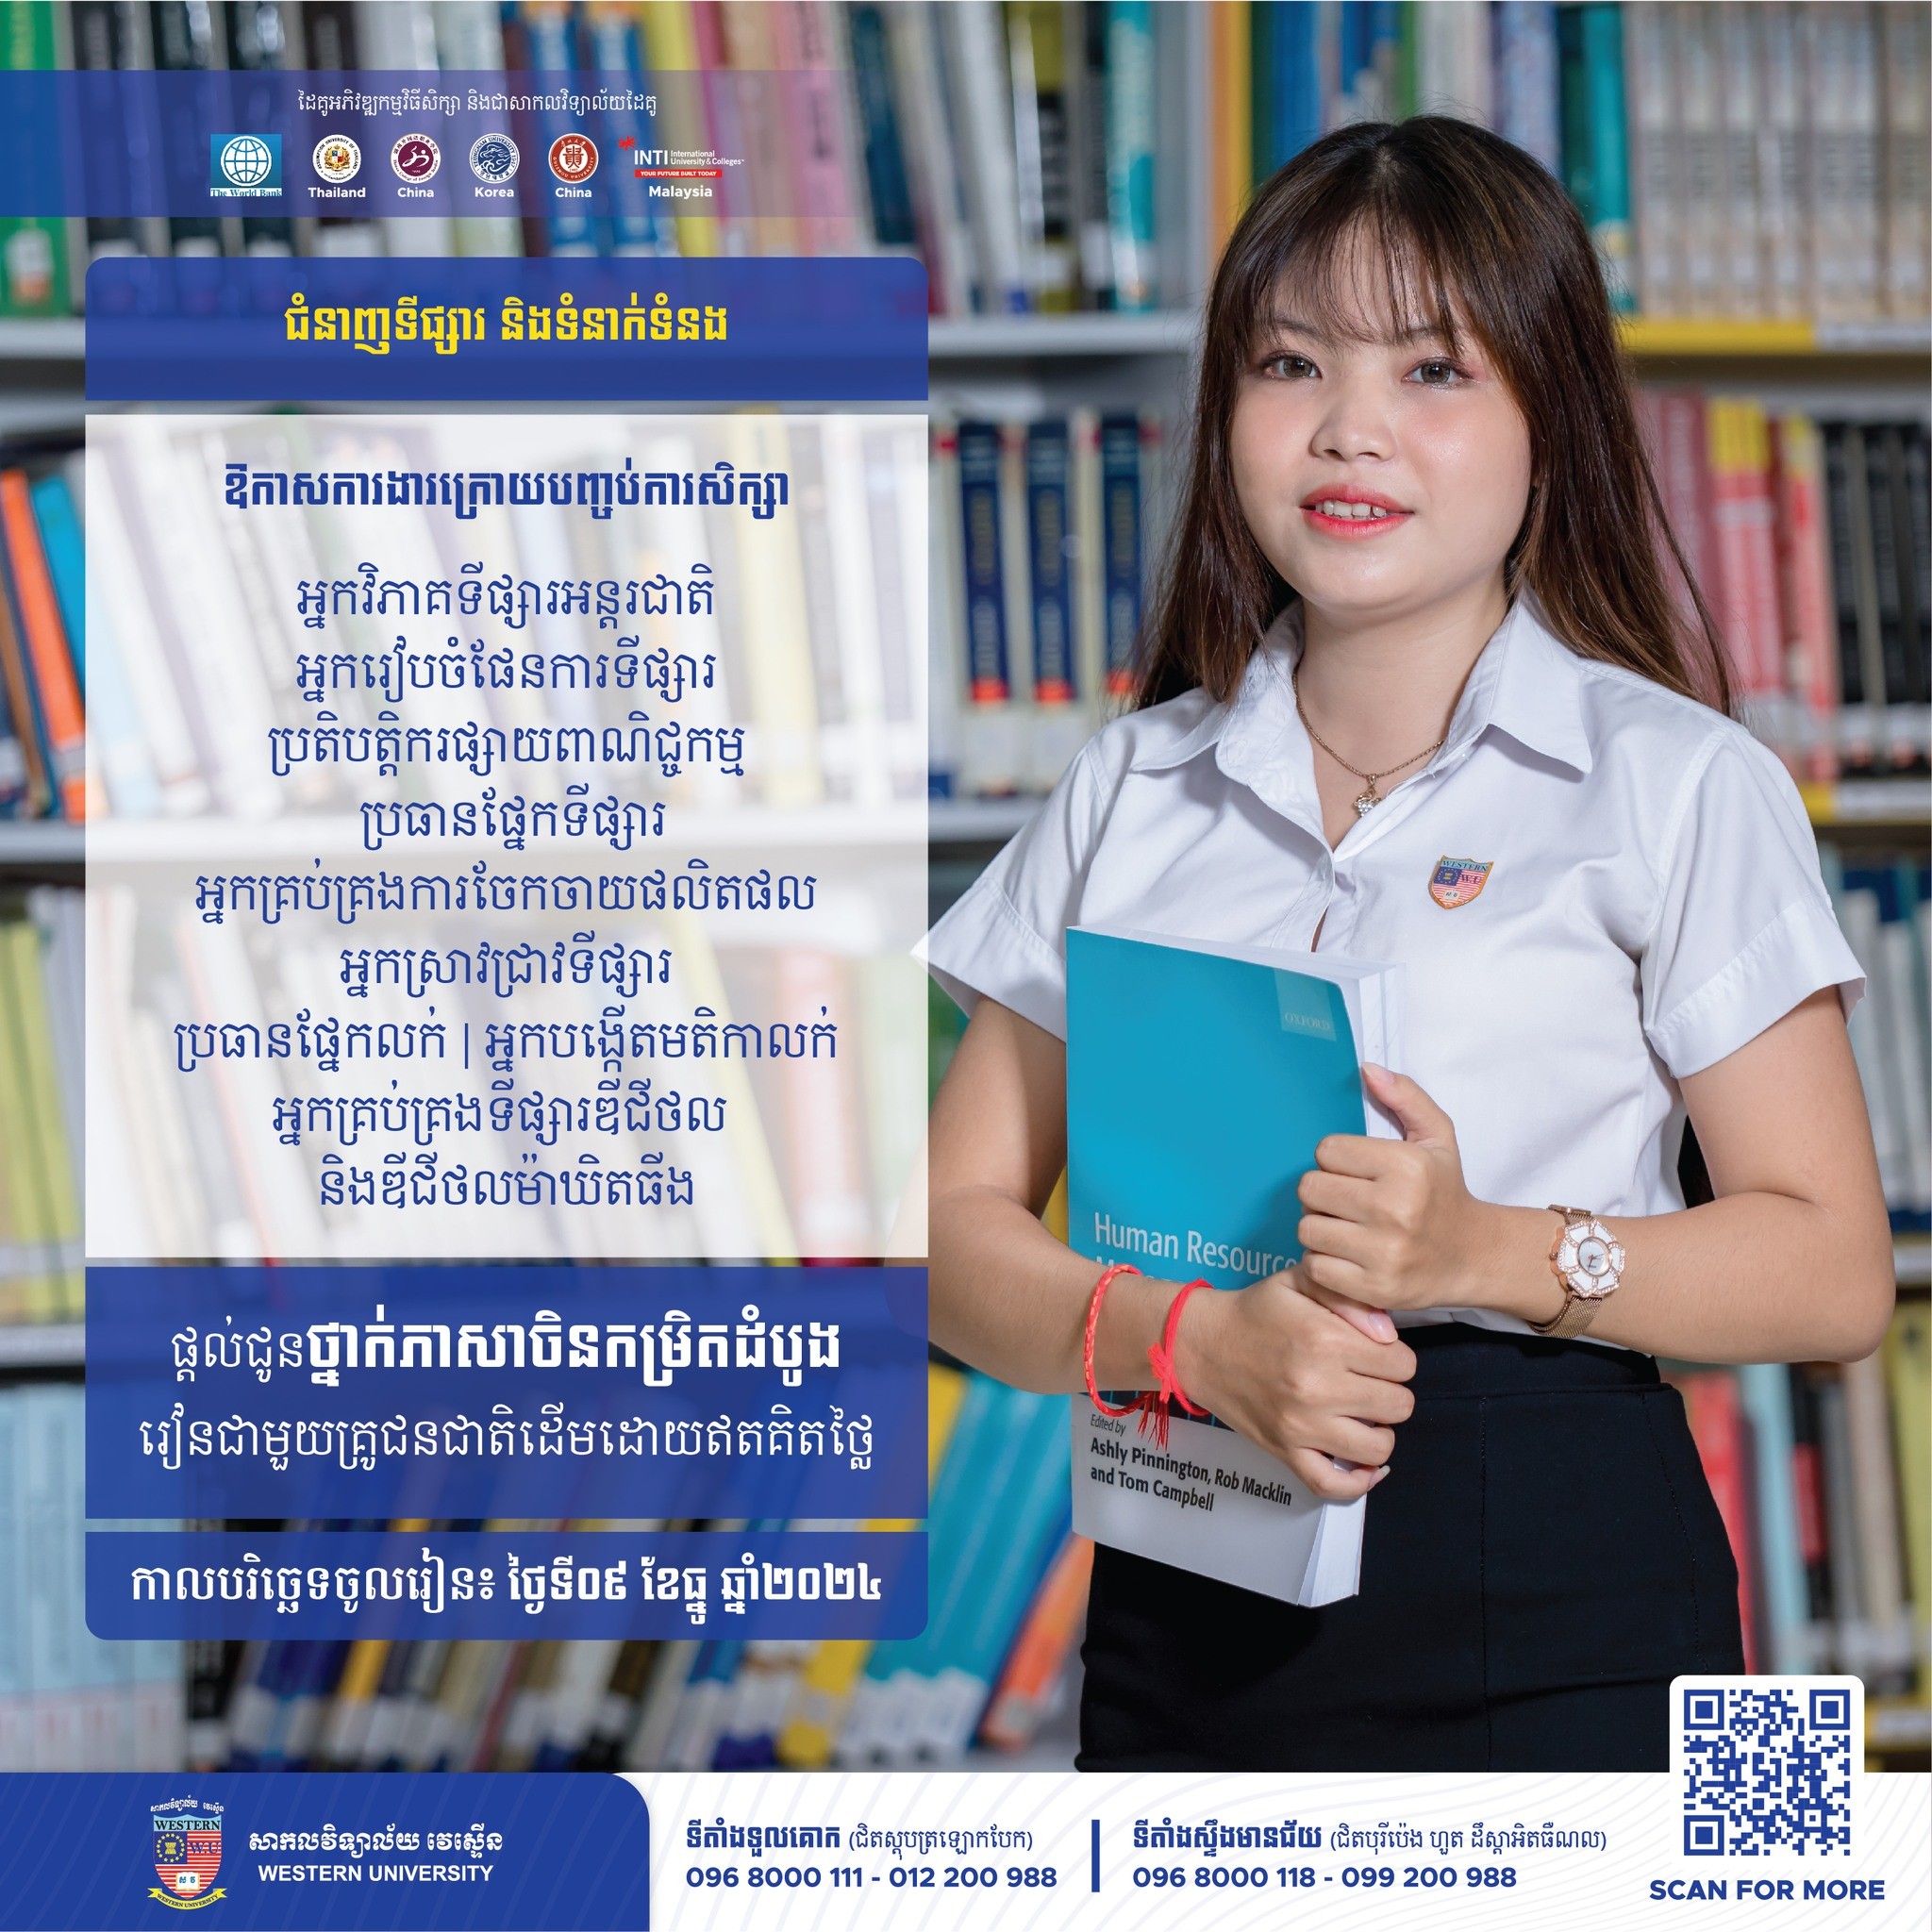 ដៃគូអភិវឌ្ឍកម្មវិធីសិក្សា និងជាសាកលវិទ្យាល័យដៃគូ
The World Bank
Thailand
China
Korea
China
INTI International University & Colleges
YOUR FUTURE BUILT TODAY
Malaysia
ជំនាញទីផ្សារ និងទំនាក់ទំនង
ឱកាសការងារក្រោយបញ្ចប់ការសិក្សា
អ្នកវិភាគទីផ្សារអន្តរជាតិ
អ្នករៀបចំផែនការទីផ្សារ
ប្រតិបត្តិករផ្សាយពាណិជ្ជកម្ម
ប្រធានផ្នែកទីផ្សារ
អ្នកគ្រប់គ្រងការចែកចាយផលិតផល
អ្នកស្រាវជ្រាវទីផ្សារ
ប្រធានផ្នែកលក់ | អ្នកបង្កើតមតិកាលក់
អ្នកគ្រប់គ្រងទីផ្សារឌីជីថល
និងឌីជីថលម៉ាឃិតធីង
ផ្តល់ជូនថ្នាក់ភាសាចិនកម្រិតដំបូង
រៀនជាមួយគ្រូជនជាតិដើមដោយឥតគិតថ្លៃ
កាលបរិច្ឆេទចូលរៀន៖ ថ្ងៃទី០៩ ខែធ្នូ ឆ្នាំ២០២៤
WESTERN
W.U
OXFORD
Human Resource
Edited by
Ashly Pinnington, Rob Macklin
and Tom Campbell
សាកលវិទ្យាល័យ វេស្ទើន
WESTERN
W.U
WESTERN UNIVERSITY
សាកលវិទ្យាល័យ វេស្ទើន
WESTERN UNIVERSITY
ទីតាំងទួលគោក (ជិតស្តុបត្រឡោកបែក)
096 8000 111 - 012 200 988
ទីតាំងស្ទឹងមានជ័យ (ជិតបុរីប៉េង ហួត ដឹស្តាអិតធឺណល)
096 8000 118 - 099 200 988
SCAN FOR MORE